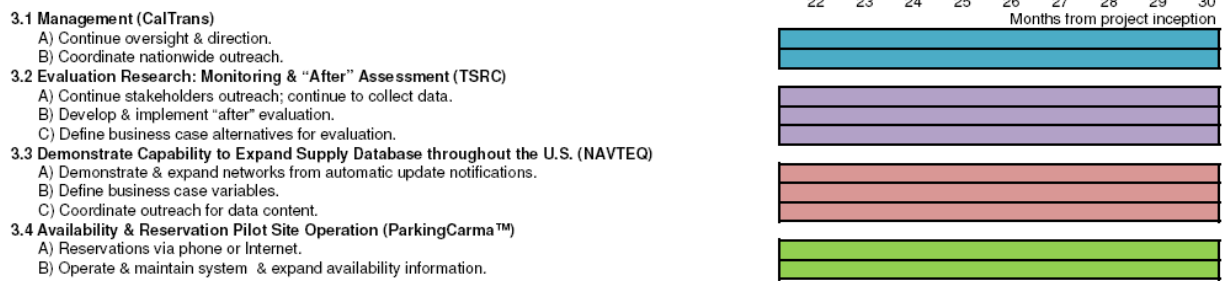 22 23 24 25 26 27 28 29 30
Months from project inception
3.1 Management (CalTrans)
A) Continue oversight & direction.
B) Coordinate nationwide outreach.
3.2 Evaluation Research: Monitoring & “After” Assessment (TSRC)
A) Continue stakeholders outreach; continue to collect data.
B) Develop & implement “after” evaluation.
C) Define business case alternatives for evaluation.
3.3 Demonstrate Capability to Expand Supply Database throughout the U.S. (NAVTEQ)
A) Demonstrate & expand networks from automatic update notifications.
B) Define business case variables.
C) Coordinate outreach for data content.
3.4 Availability & Reservation Pilot Site Operation (ParkingCarma™)
A) Reservations via phone or Internet.
B) Operate & maintain system & expand availability information.